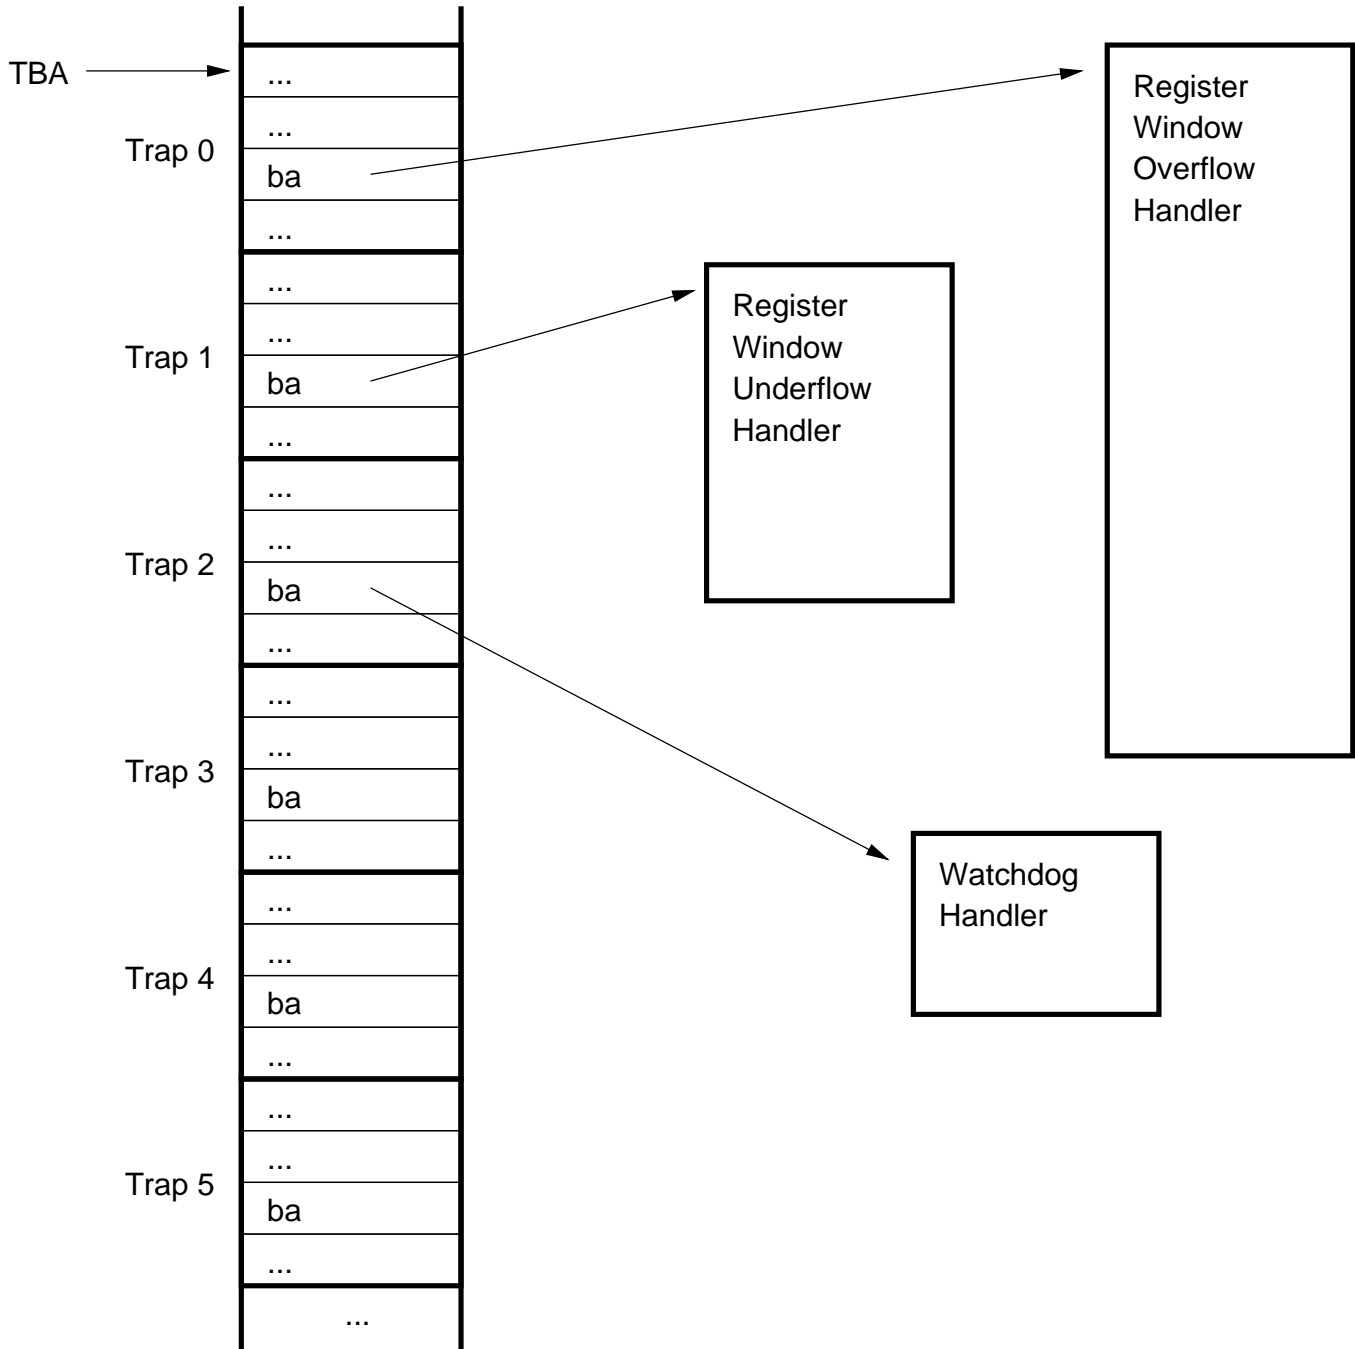 TBA
...
...
Trap 0
ba
...
...
...
Trap 1
ba
...
...
...
Trap 2
ba
...
...
...
Trap 3
ba
...
...
...
Trap 4
ba
...
...
...
Trap 5
ba
...
...
Register
Window
Underflow
Handler
Register
Window
Overflow
Handler
Watchdog
Handler